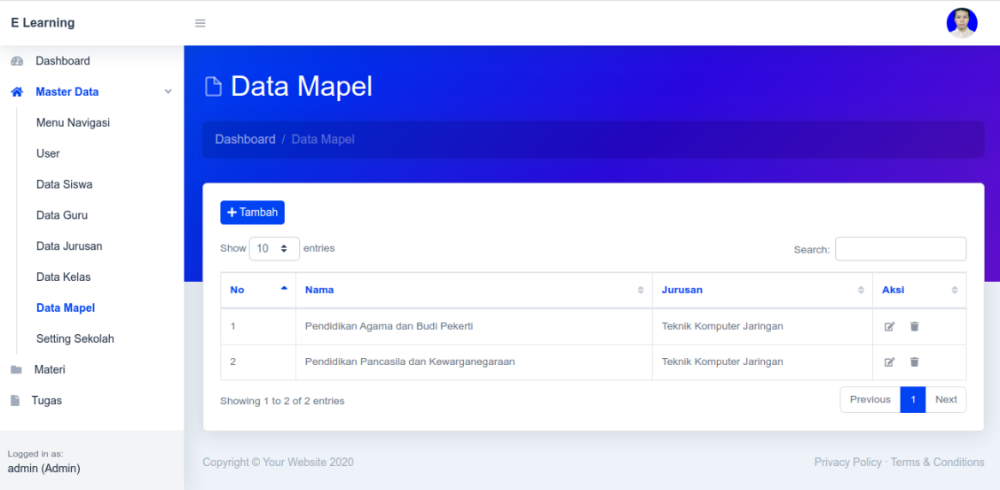 E Learning
Dashboard
Master Data
Menu Navigasi
User
Data Siswa
Data Guru
Data Jurusan
Data Kelas
Data Mapel
Setting Sekolah
Materi
Tugas
Logged in as:
admin (Admin)
Data Mapel
Dashboard / Data Mapel
+ Tambah
Show 10 entries
Search:
No Nama Jurusan Aksi
1 Pendidikan Agama dan Budi Pekerti Teknik Komputer Jaringan
2 Pendidikan Pancasila dan Kewarganegaraan Teknik Komputer Jaringan
Showing 1 to 2 of 2 entries
Previous 1 Next
Copyright © Your Website 2020
Privacy Policy · Terms & Conditions